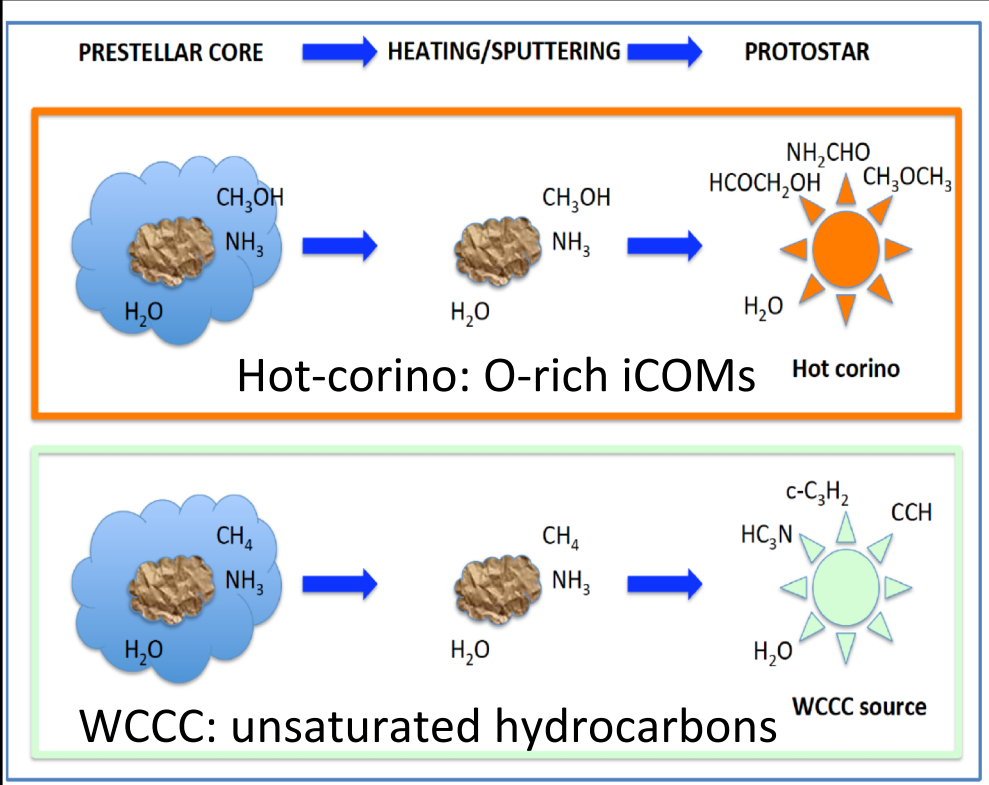 PRESTELLAR CORE HEATING/SPUTTERING PROTOSTAR
NH₂CHO
HCOCH₂OH CH₃OCH₃
CH₃OH CH₃OH
NH₃ NH₃
H₂O H₂O H₂O
Hot-corino: O-rich iCOMs Hot corino
c-C₃H₂
CCH
CH₄ CH₄ HC₃N
NH₃ NH₃
H₂O H₂O H₂O
WCCC: unsaturated hydrocarbons WCCC source